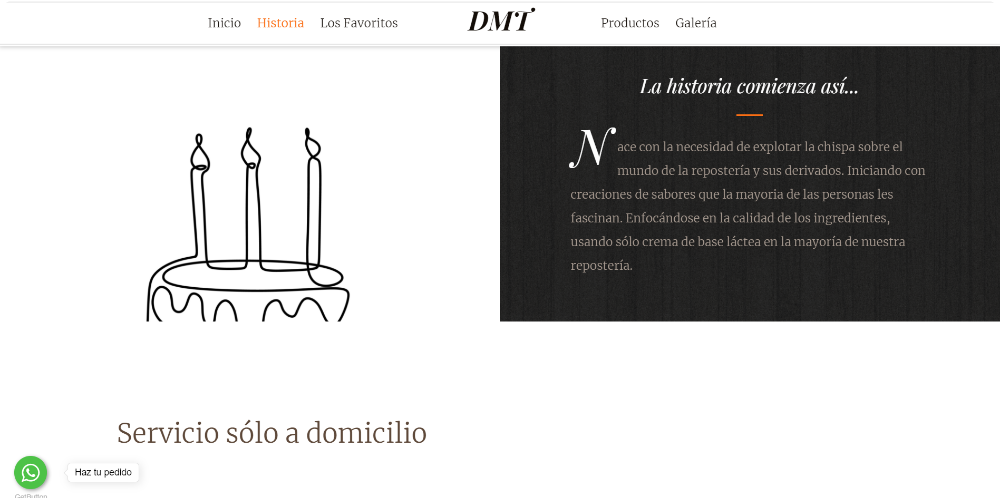 Inicio Historia Los Favoritos DMT Productos Galería
La historia comienza así...
Nace con la necesidad de explotar la chispa sobre el
mundo de la repostería y sus derivados. Iniciando con
creaciones de sabores que la mayoria de las personas les
fascinan. Enfocándose en la calidad de los ingredientes,
usando sólo crema de base láctea en la mayoría de nuestra
repostería.
Servicio sólo a domicilio
Haz tu pedido
GetButton